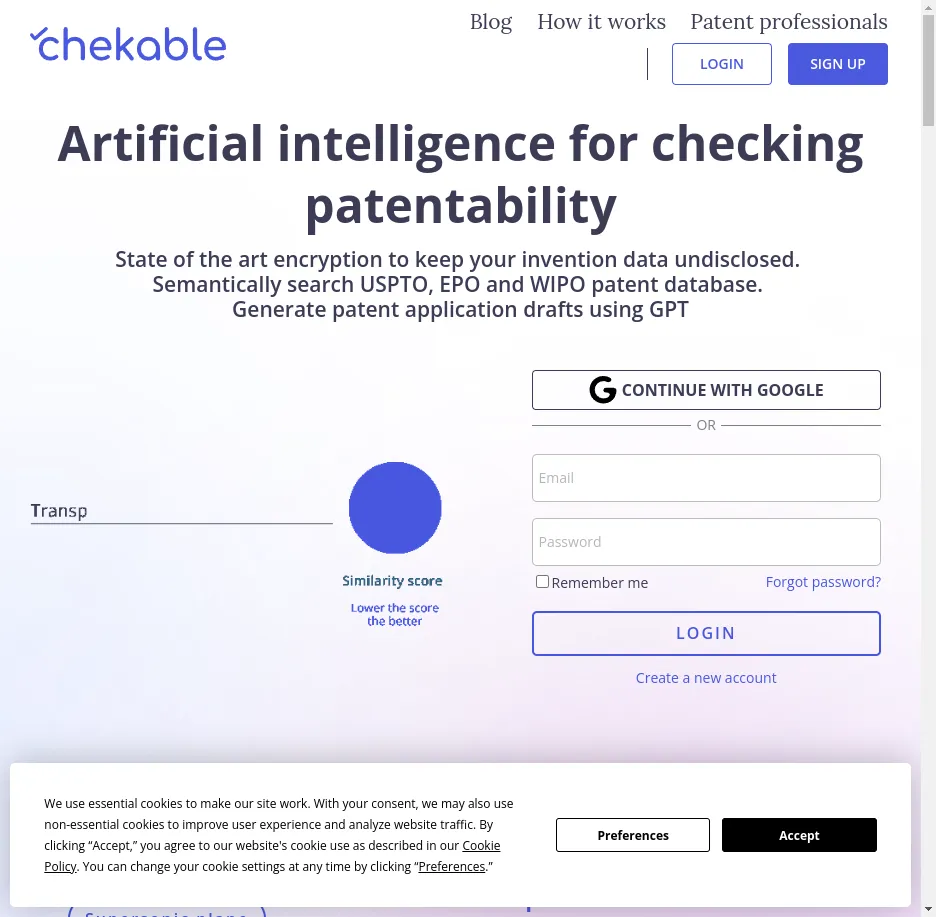 chekable
Blog How it works Patent professionals
LOGIN SIGN UP
Artificial intelligence for checking
patentability
State of the art encryption to keep your invention data undisclosed.
Semantically search USPTO, EPO and WIPO patent database.
Generate patent application drafts using GPT
CONTINUE WITH GOOGLE
OR
Email
Transp
Password
Similarity score
Remember me Forgot password?
Lower the score
the better
LOGIN
Create a new account
We use essential cookies to make our site work. With your consent, we may also use
non-essential cookies to improve user experience and analyze website traffic. By
clicking “Accept,” you agree to our website's cookie use as described in our Cookie
Policy. You can change your cookie settings at any time by clicking “Preferences.”
Preferences Accept
Supersonic plane